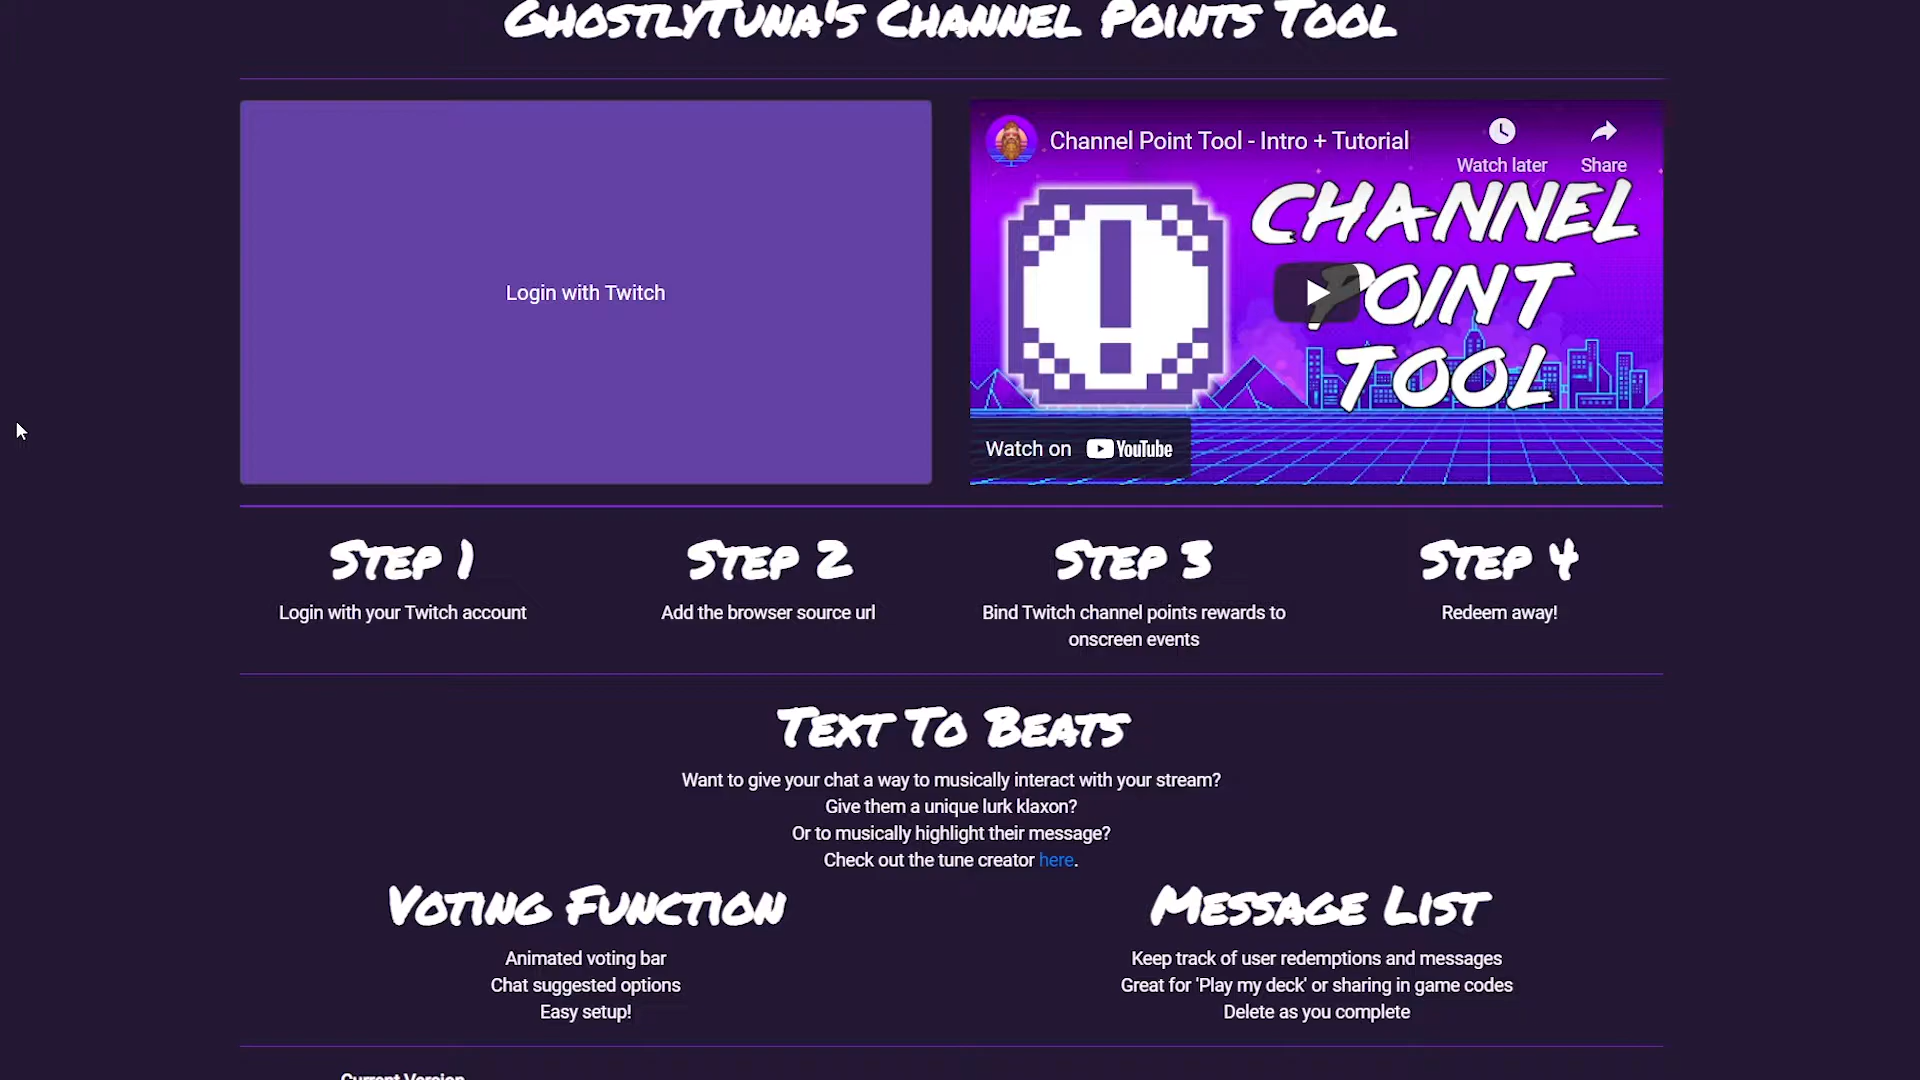 GhostlyTuna's Channel Points Tool
Login with Twitch
Channel Point Tool - Intro + Tutorial
Watch later
Share
CHANNEL
POINT
TOOL
Watch on YouTube
Step 1
Login with your Twitch account
Step 2
Add the browser source url
Step 3
Bind Twitch channel points rewards to
onscreen events
Step 4
Redeem away!
Text To Beats
Want to give your chat a way to musically interact with your stream?
Give them a unique lurk klaxon?
Or to musically highlight their message?
Check out the tune creator here.
Voting Function
Animated voting bar
Chat suggested options
Easy setup!
Message List
Keep track of user redemptions and messages
Great for 'Play my deck' or sharing in game codes
Delete as you complete
Current Version